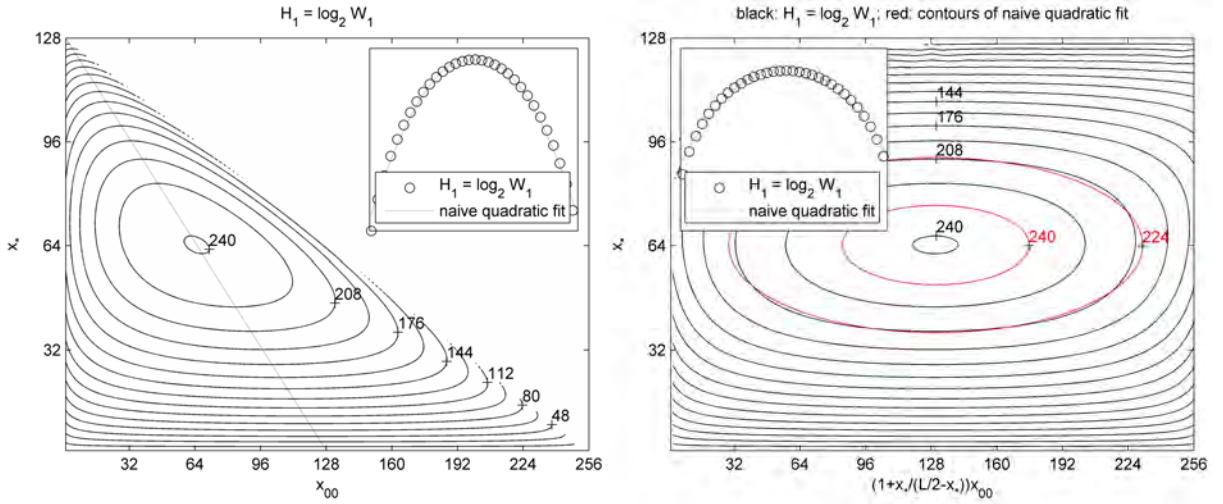 H₁ = log₂ W₁
128
96
64
32
x*
32 64 96 128 160 192 224 256
x₀₀
240
208
176
144
112
80
48
H₁ = log₂ W₁
naive quadratic fit
black: H₁ = log₂ W₁; red: contours of naive quadratic fit
128
96
64
32
x*
32 64 96 128 160 192 224 256
(1+x*/(L/2-x*))x₀₀
144
176
208
240
240
224
H₁ = log₂ W₁
naive quadratic fit